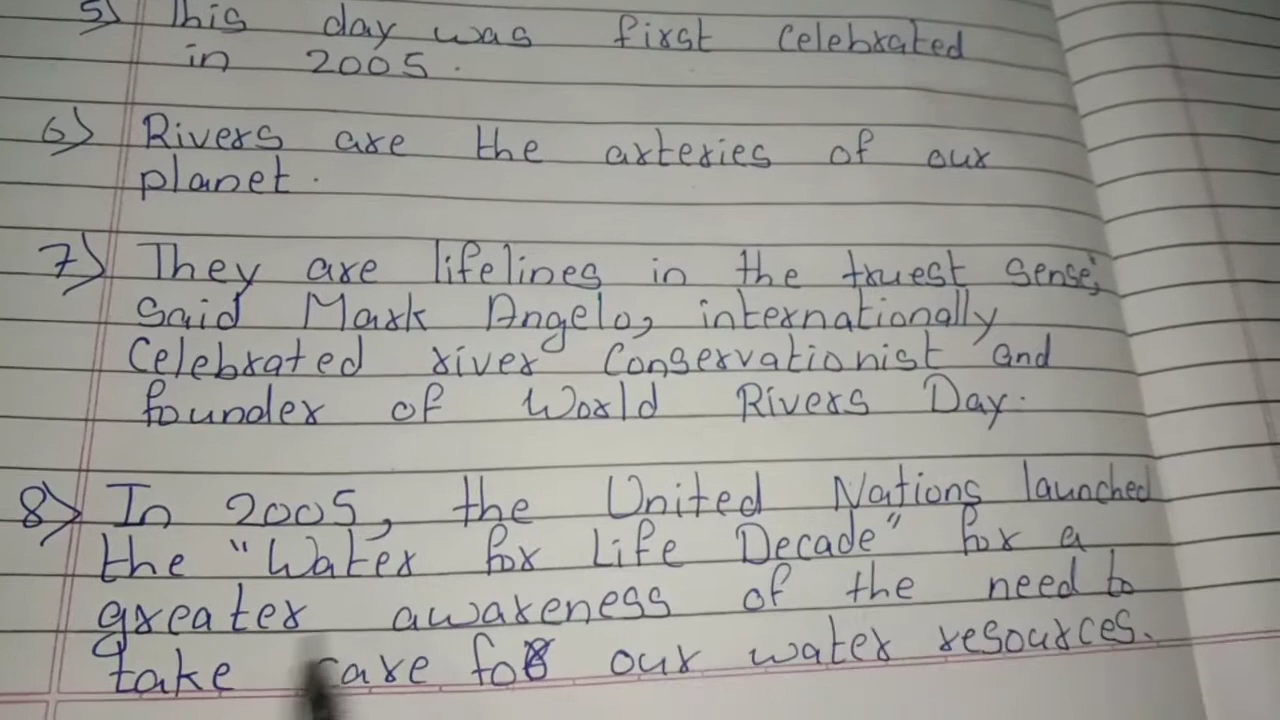 5) This day was first celebrated
in 2005.
6) Rivers are the arteries of our
planet.
7) They are lifelines in the truest sense,
said Mark Angelo, internationally
celebrated river conservationist and
founder of World Rivers Day.
8) In 2005, the United Nations launched
the "Water for Life Decade" for a
greater awareness of the need to
take care for our water resources.